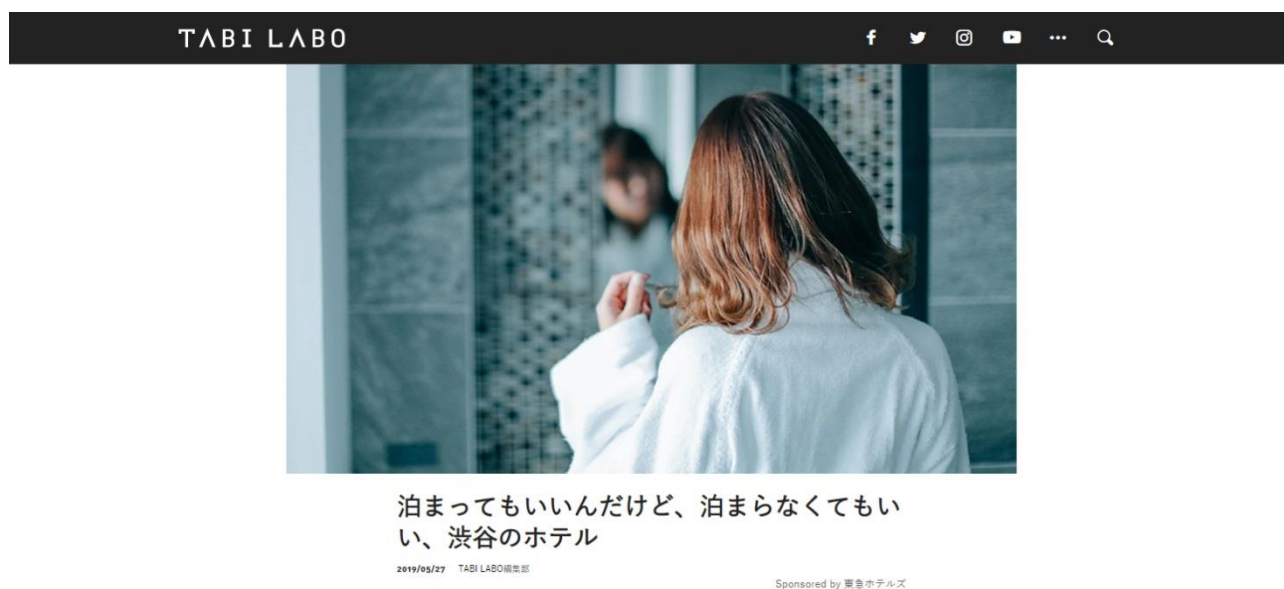 TABI LABO
泊まってもいいんだけど、泊まらなくてもい
い、渋谷のホテル
2019/05/27 TABI LABO編集部
Sponsored by 東急ホテルズ